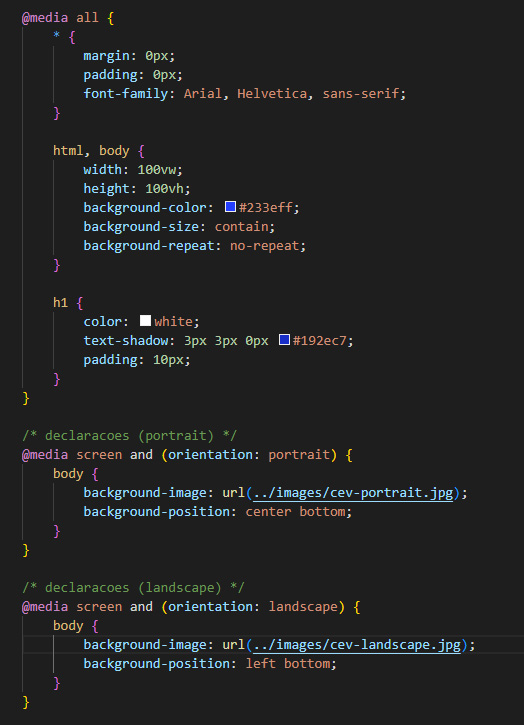 @media all {
* {
margin: 0px;
padding: 0px;
font-family: Arial, Helvetica, sans-serif;
}
html, body {
width: 100vw;
height: 100vh;
background-color: #233eff;
background-size: contain;
background-repeat: no-repeat;
}
h1 {
color: white;
text-shadow: 3px 3px 0px #192ec7;
padding: 10px;
}
}
/* declaracoes (portrait) */
@media screen and (orientation: portrait) {
body {
background-image: url(../images/cev-portrait.jpg);
background-position: center bottom;
}
}
/* declaracoes (landscape) */
@media screen and (orientation: landscape) {
body {
background-image: url(../images/cev-landscape.jpg);
background-position: left bottom;
}
}